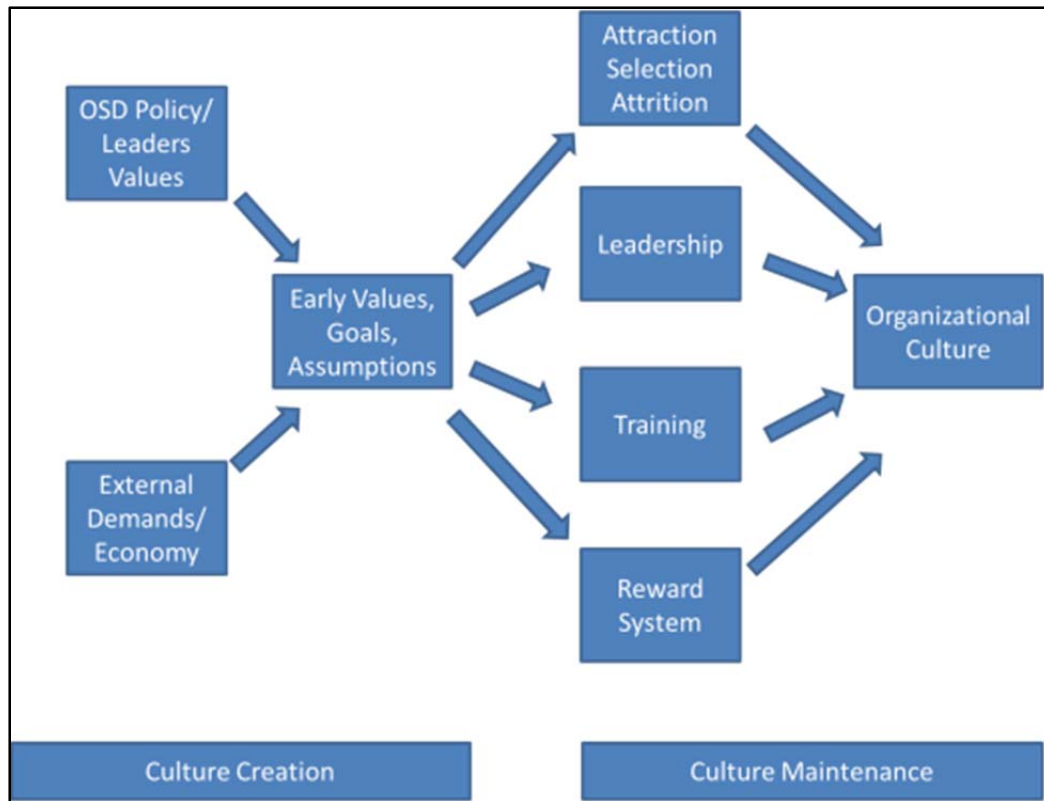 OSD Policy/
Leaders
Values
External
Demands/
Economy
Early Values,
Goals,
Assumptions
Attraction
Selection
Attrition
Leadership
Training
Reward
System
Organizational
Culture
Culture Creation
Culture Maintenance